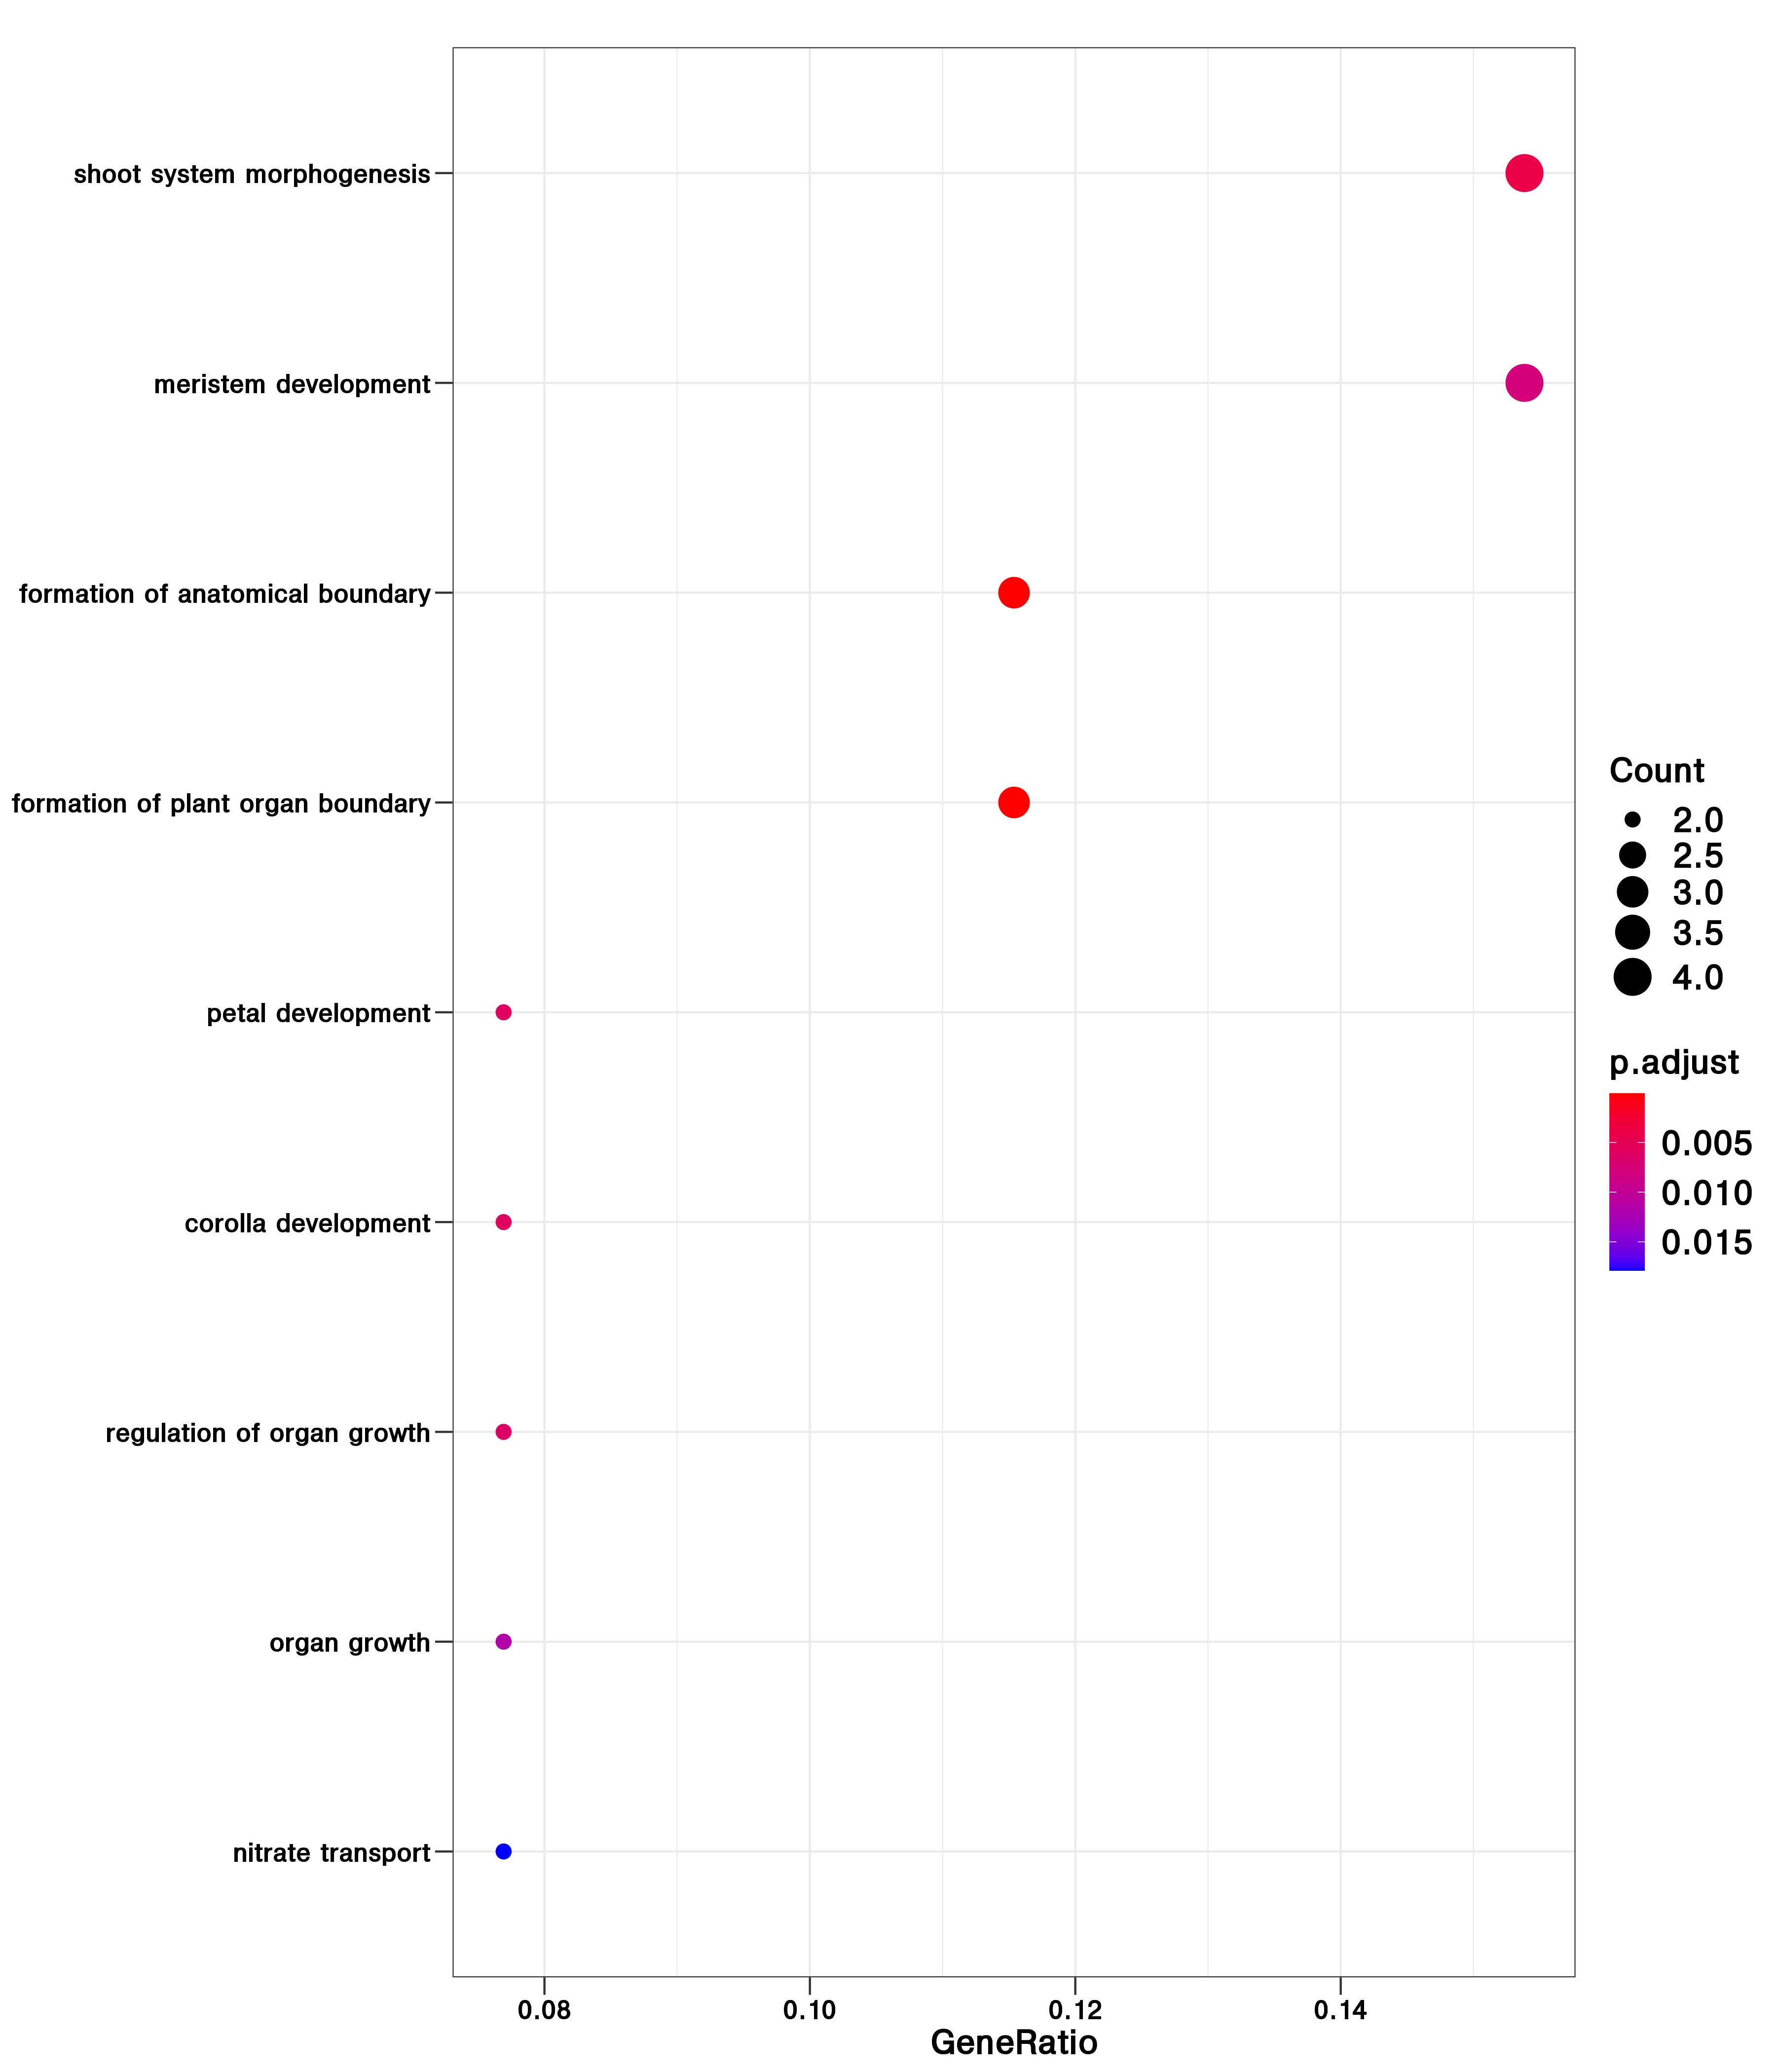 shoot system morphogenesis
meristem development
formation of anatomical boundary
formation of plant organ boundary
petal development
corolla development
regulation of organ growth
organ growth
nitrate transport
0.08
0.10
0.12
0.14
GeneRatio
Count
2.0
2.5
3.0
3.5
4.0
p.adjust
0.005
0.010
0.015